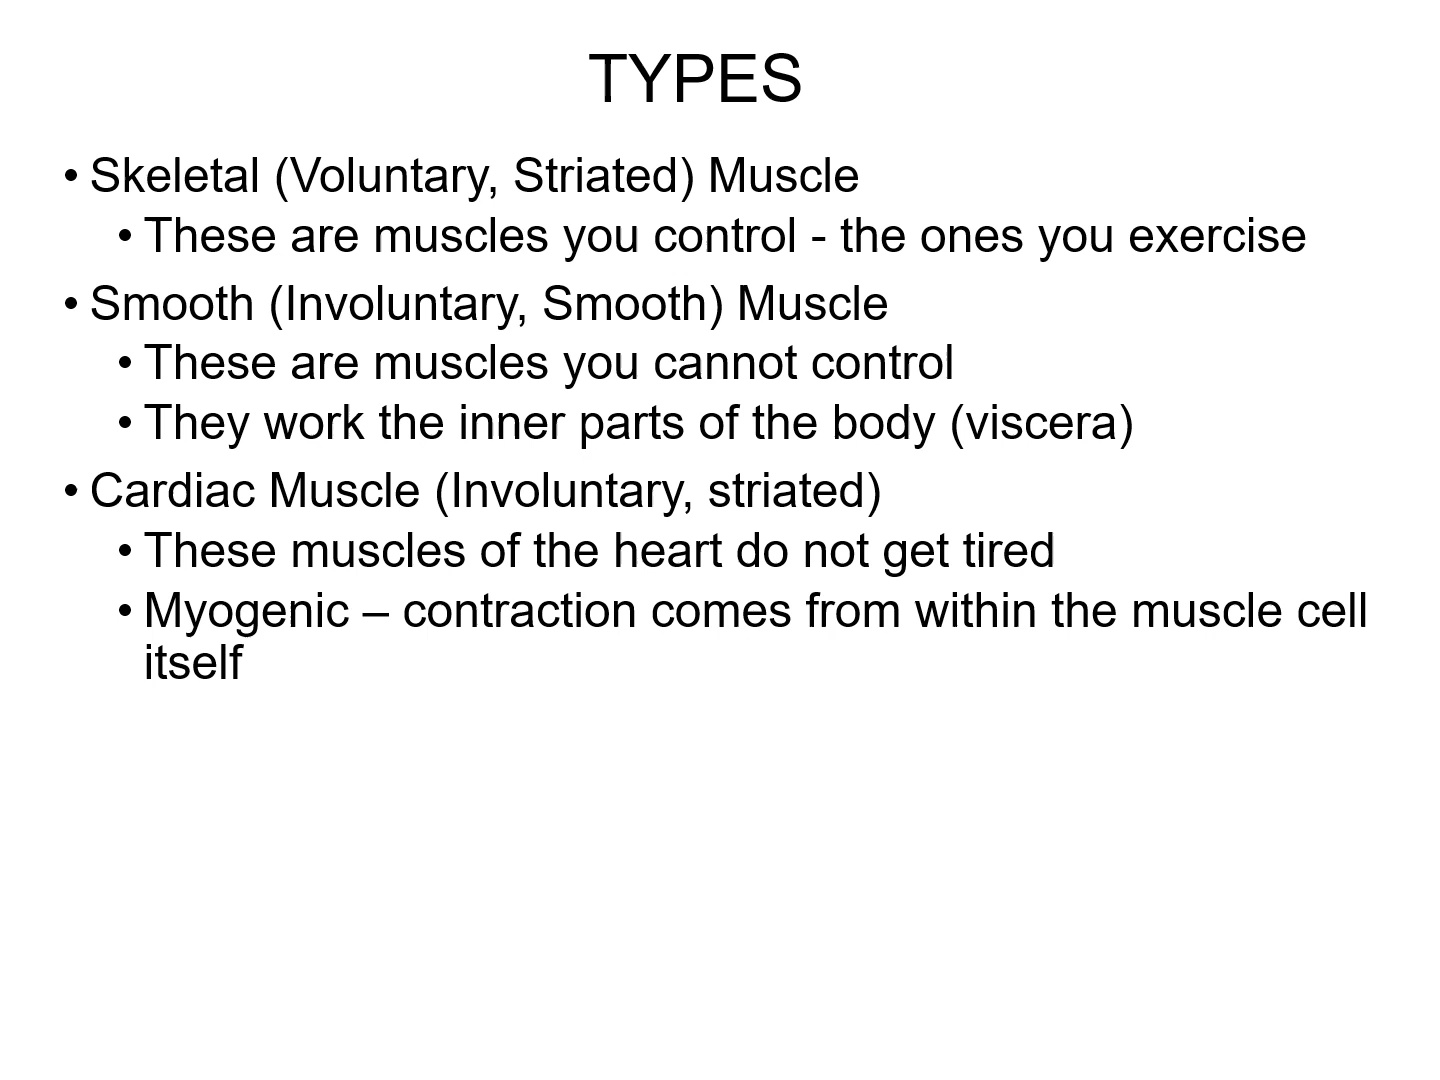 TYPES
• Skeletal (Voluntary, Striated) Muscle
• These are muscles you control - the ones you exercise
• Smooth (Involuntary, Smooth) Muscle
• These are muscles you cannot control
• They work the inner parts of the body (viscera)
• Cardiac Muscle (Involuntary, striated)
• These muscles of the heart do not get tired
• Myogenic – contraction comes from within the muscle cell
itself